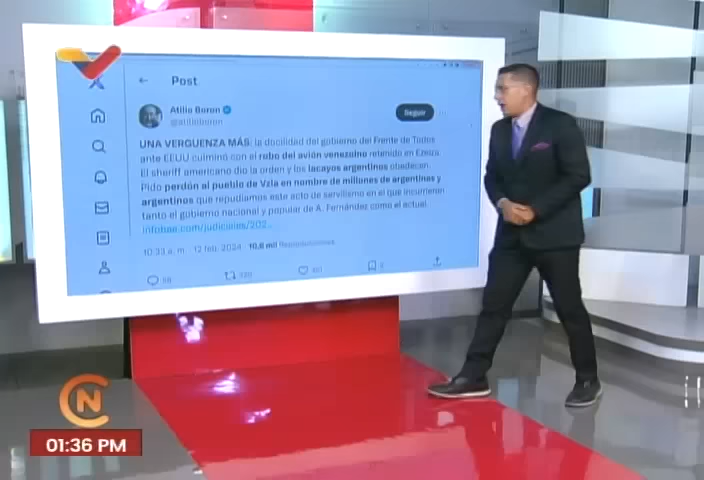 Post
Atilio Boron
@atilioboron
Seguir
UNA VERGUENZA MÁS: la docilidad del gobierno del Frente de Todos
ante EEUU culminó con el robo del avión venezolano retenido en Ezeiza.
El sheriff americano dio la orden y los lacayos argentinos obedecen.
Pido perdón al pueblo de Vzla en nombre de millones de argentinos y
argentinos que repudiamos este acto de servilismo en el que incurrieron
tanto el gobierno nacional y popular de A. Fernández como el actual.
infobae.com/judiciales/202...
10:33 a. m. · 12 feb. 2024 · 10,6 mil Reproducciones
CN
01:36 PM